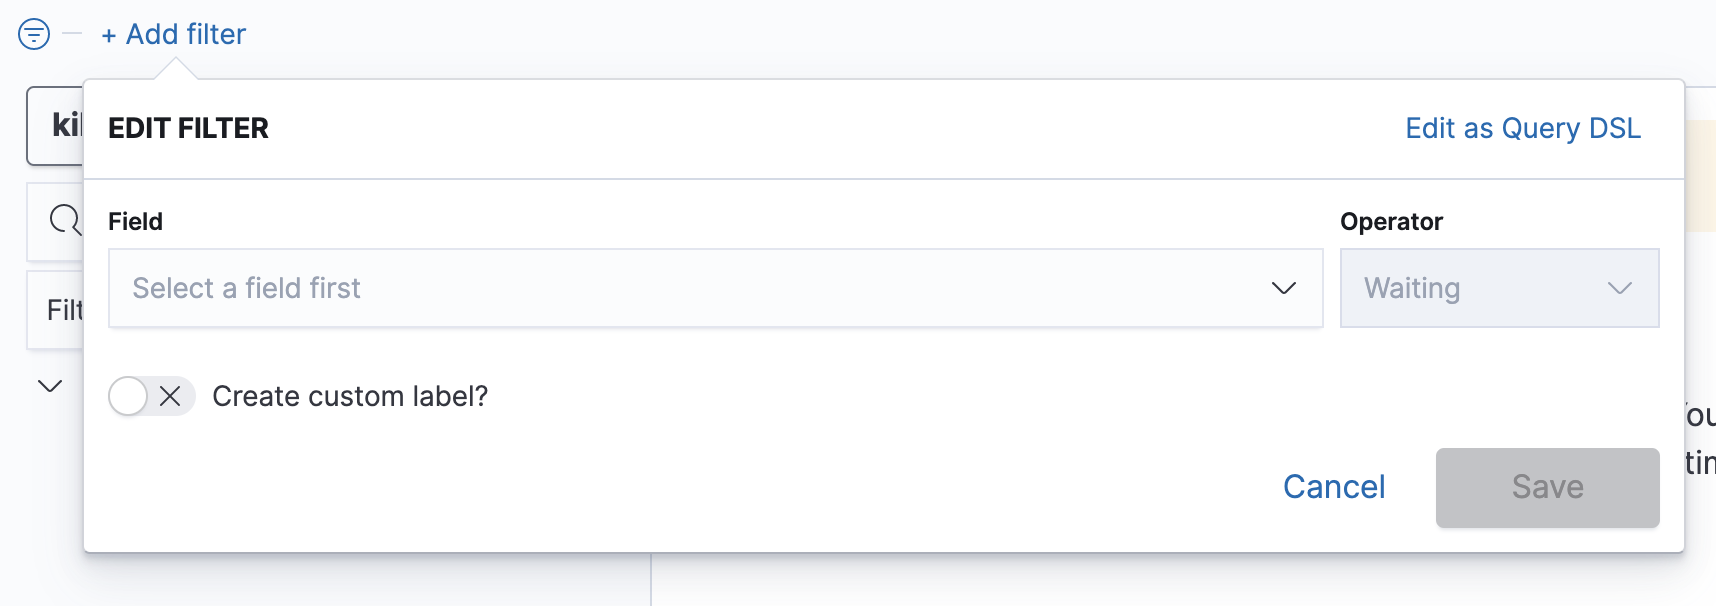 + Add filter
EDIT FILTER
Edit as Query DSL
Field
Operator
Select a field first
Waiting
Create custom label?
Cancel
Save